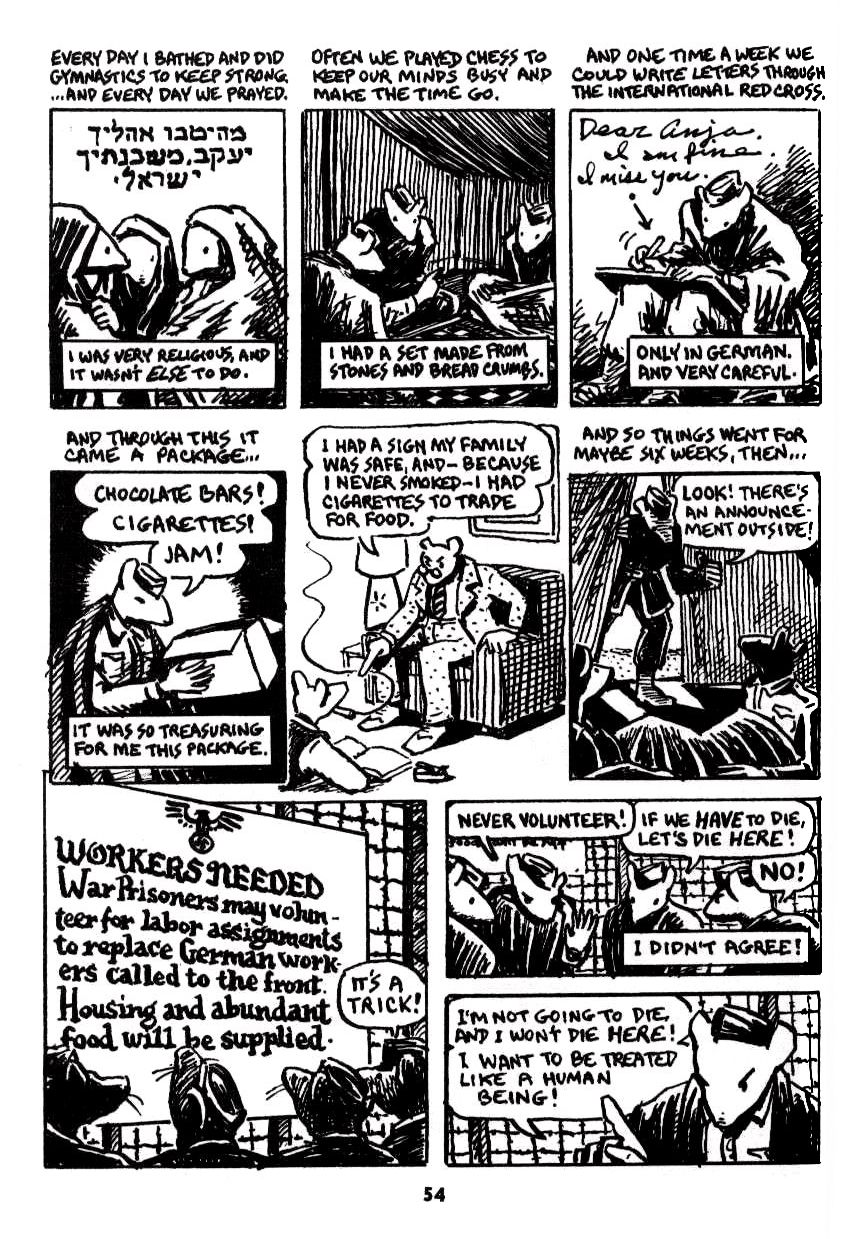 EVERY DAY I BATHED AND DID
GYMNASTICS TO KEEP STRONG.
...AND EVERY DAY WE PRAYED.
מה־טבו אהליך
יעקב, משכנתיך
ישראל.
I WAS VERY RELIGIOUS, AND
IT WASN'T ELSE TO DO.
OFTEN WE PLAYED CHESS TO
KEEP OUR MINDS BUSY AND
MAKE THE TIME GO.
I HAD A SET MADE FROM
STONES AND BREAD CRUMBS.
AND ONE TIME A WEEK WE
COULD WRITE LETTERS THROUGH
THE INTERNATIONAL RED CROSS.
Dear Anja,
I am fine.
I miss you.
ONLY IN GERMAN.
AND VERY CAREFUL.
AND THROUGH THIS IT
CAME A PACKAGE...
CHOCOLATE BARS!
CIGARETTES!
JAM!
IT WAS SO TREASURING
FOR ME THIS PACKAGE.
I HAD A SIGN MY FAMILY
WAS SAFE, AND–BECAUSE
I NEVER SMOKED–I HAD
CIGARETTES TO TRADE
FOR FOOD.
AND SO THINGS WENT FOR
MAYBE SIX WEEKS, THEN...
LOOK! THERE'S
AN ANNOUNCE-
MENT OUTSIDE!
WORKERS NEEDED
War Prisoners may volun-
teer for labor assignments
to replace German work-
ers called to the front.
Housing and abundant
food will be supplied.
IT'S A
TRICK!
NEVER VOLUNTEER!
IF WE HAVE TO DIE,
LET'S DIE HERE!
NO!
I DIDN'T AGREE!
I'M NOT GOING TO DIE,
AND I WON'T DIE HERE!
I WANT TO BE TREATED
LIKE A HUMAN
BEING!
54